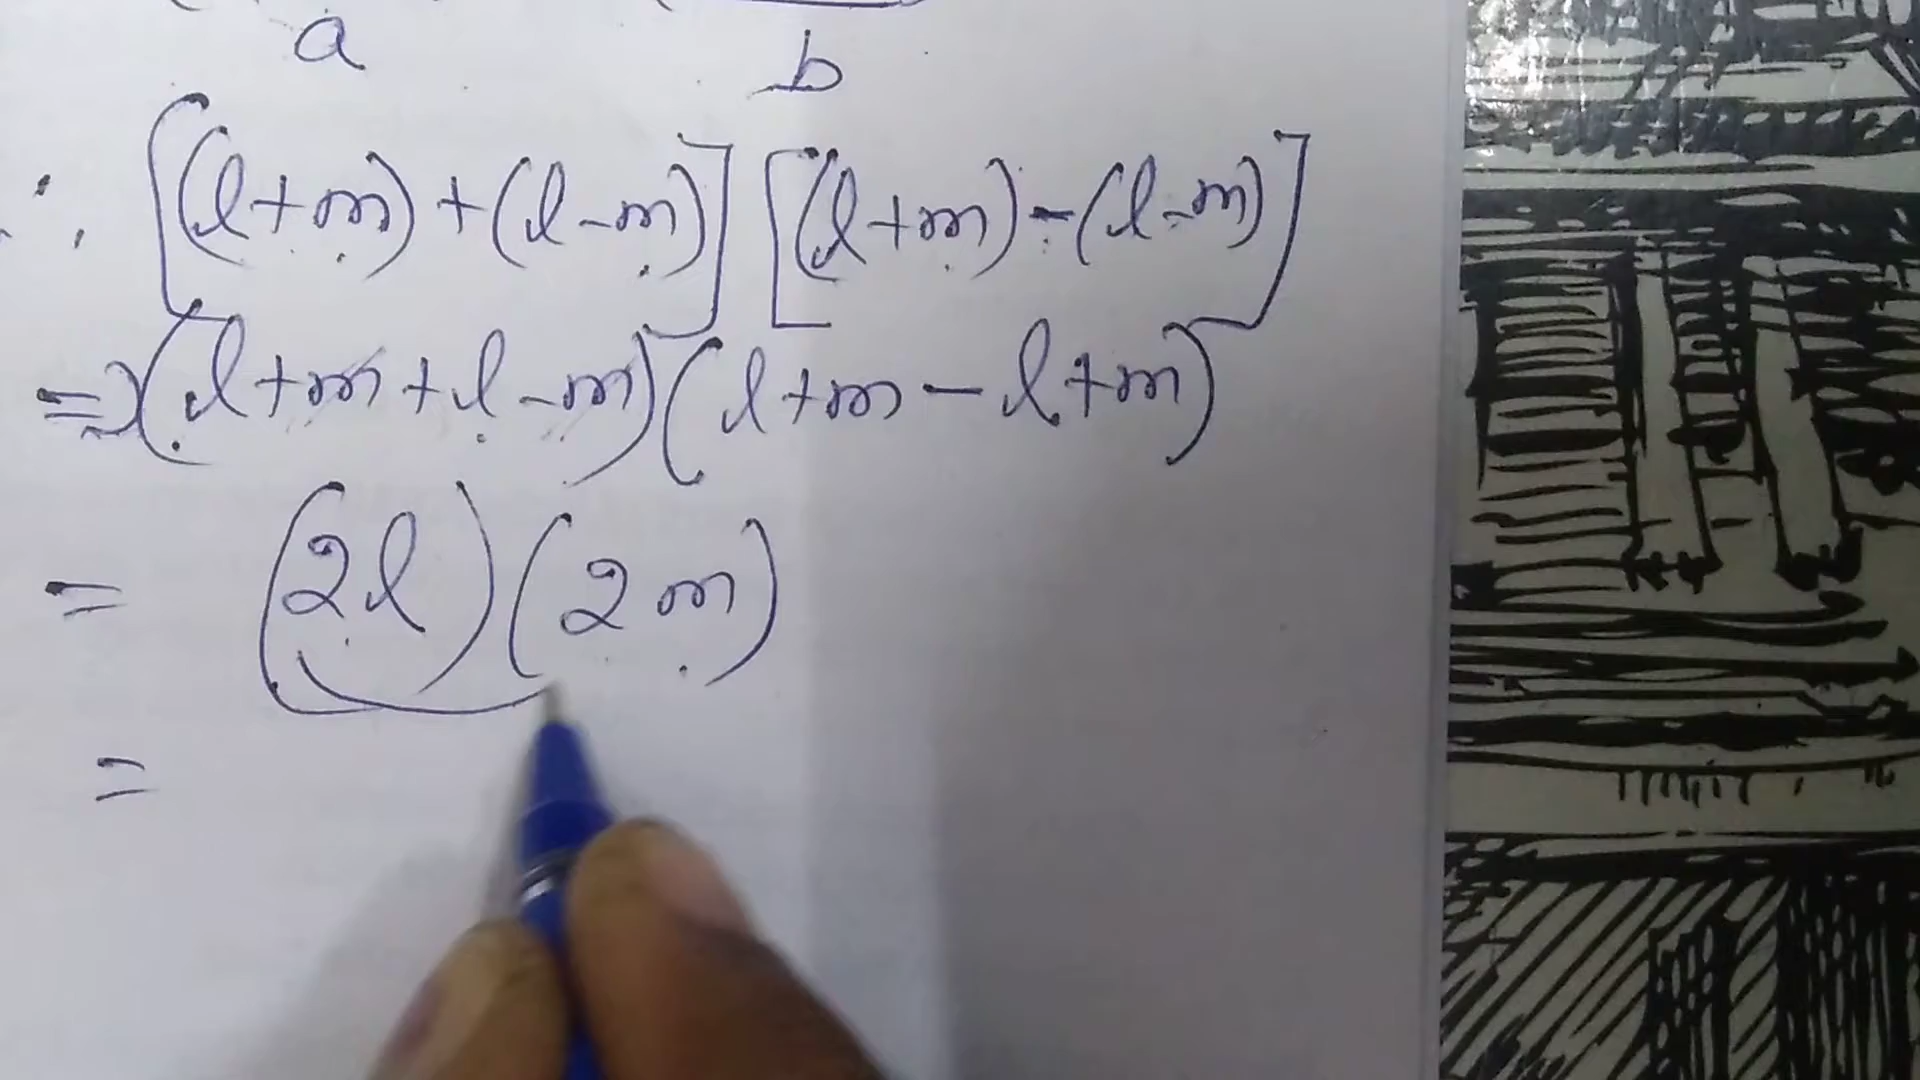 a b
∴ [(l+m)+(l-m)] [(l+m)-(l-m)]
=> (l+m+l-m)(l+m-l+m)
= (2l)(2m)
=